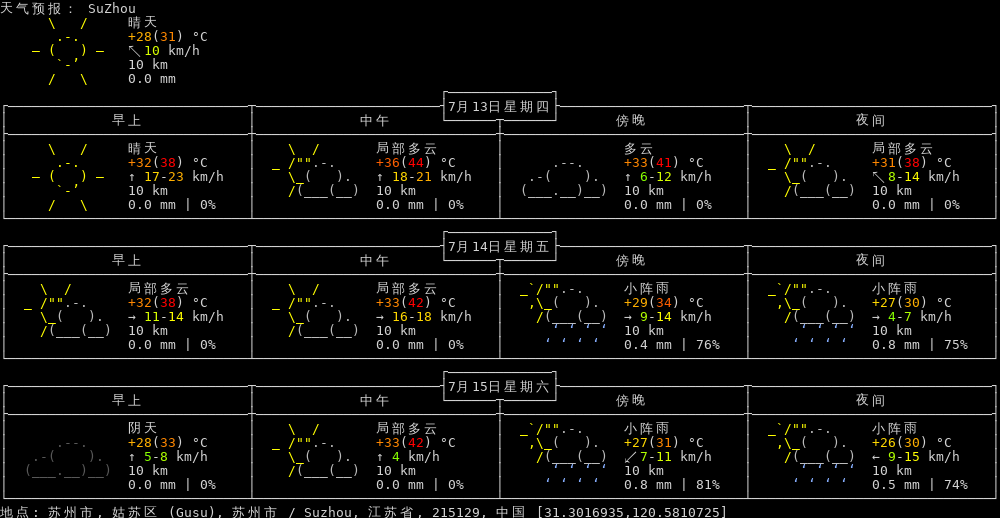 天气预报: SuZhou
晴天
+28(31) °C
↖ 10 km/h
10 km
0.0 mm
7月13日星期四
早上 中午 傍晚 夜间
晴天 局部多云 多云 局部多云
+32(38) °C +36(44) °C +33(41) °C +31(38) °C
↑ 17-23 km/h ↑ 18-21 km/h ↑ 6-12 km/h ↖ 8-14 km/h
10 km 10 km 10 km 10 km
0.0 mm | 0% 0.0 mm | 0% 0.0 mm | 0% 0.0 mm | 0%
7月14日星期五
早上 中午 傍晚 夜间
局部多云 局部多云 小阵雨 小阵雨
+32(38) °C +33(42) °C +29(34) °C +27(30) °C
→ 11-14 km/h → 16-18 km/h → 9-14 km/h → 4-7 km/h
10 km 10 km 10 km 10 km
0.0 mm | 0% 0.0 mm | 0% 0.4 mm | 76% 0.8 mm | 75%
7月15日星期六
早上 中午 傍晚 夜间
阴天 局部多云 小阵雨 小阵雨
+28(33) °C +33(42) °C +27(31) °C +26(30) °C
↑ 5-8 km/h ↑ 4 km/h ↙ 7-11 km/h ← 9-15 km/h
10 km 10 km 10 km 10 km
0.0 mm | 0% 0.0 mm | 0% 0.8 mm | 81% 0.5 mm | 74%
地点: 苏州市, 姑苏区 (Gusu), 苏州市 / Suzhou, 江苏省, 215129, 中国 [31.3016935,120.5810725]